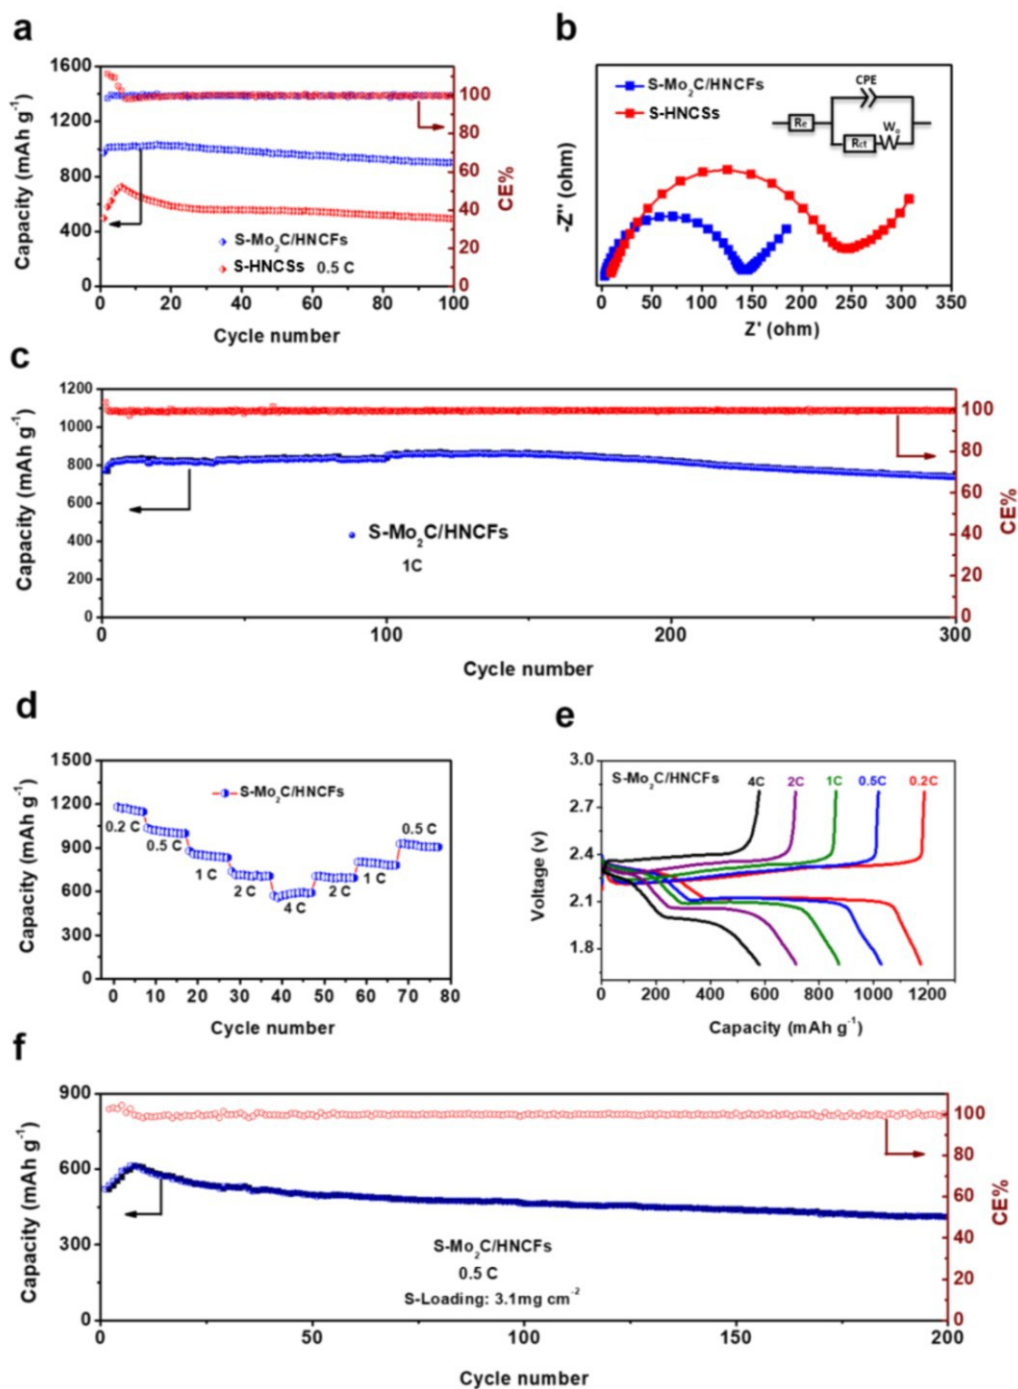 a
1600
1200
800
400
0
Capacity (mAh g⁻¹)
100
80
60
40
20
0
CE%
S-Mo₂C/HNCFs
S-HNCSs 0.5 C
0 20 40 60 80 100
Cycle number
b
S-Mo₂C/HNCFs
S-HNCSs
CPE
Re
Rct
Wo
-Z'' (ohm)
0 50 100 150 200 250 300 350
Z' (ohm)
c
1200
1000
800
600
400
200
0
Capacity (mAh g⁻¹)
100
80
60
40
20
0
CE%
S-Mo₂C/HNCFs
1C
0 100 200 300
Cycle number
d
1500
1200
900
600
300
0
Capacity (mAh g⁻¹)
S-Mo₂C/HNCFs
0.2 C
0.5 C
1 C
2 C
4 C
2 C
1 C
0.5 C
0 10 20 30 40 50 60 70 80
Cycle number
e
3.0
2.7
2.4
2.1
1.8
Voltage (v)
S-Mo₂C/HNCFs
4C 2C 1C 0.5C 0.2C
0 200 400 600 800 1000 1200
Capacity (mAh g⁻¹)
f
900
600
300
0
Capacity (mAh g⁻¹)
100
80
60
40
20
0
CE%
S-Mo₂C/HNCFs
0.5 C
S-Loading: 3.1mg cm⁻²
0 50 100 150 200
Cycle number